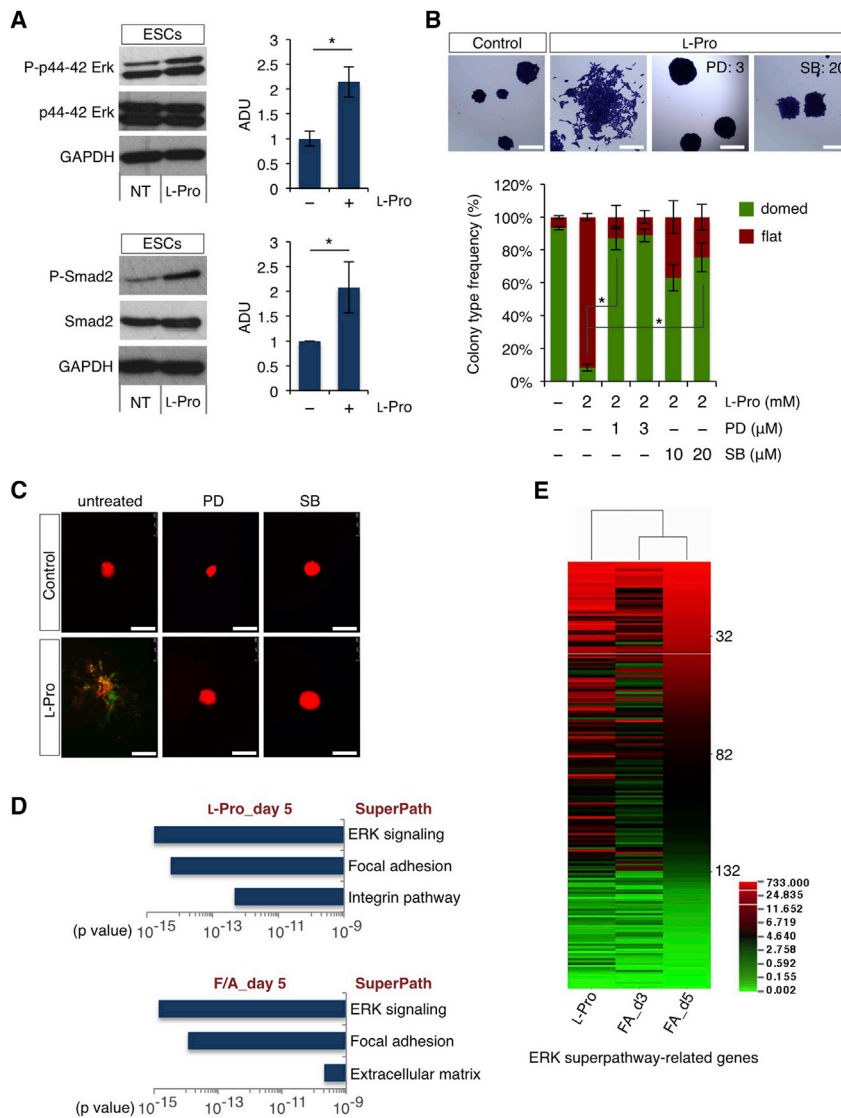 A
ESCs
P-p44-42 Erk
p44-42 Erk
GAPDH
NT
L-Pro
ADU
3
2.5
2
1.5
1
0.5
0
*
– + L-Pro
ESCs
P-Smad2
Smad2
GAPDH
NT
L-Pro
ADU
3
2.5
2
1
1
0.5
0
*
– + L-Pro
B
Control
L-Pro
PD: 3
SB: 20
Colony type frequency (%)
120%
100%
80%
60%
40%
20%
0%
*
*
domed
flat
– 2 2 2 2 2 L-Pro (mM)
– – 1 3 – – PD (µM)
– – – – 10 20 SB (µM)
C
untreated PD SB
Control
L-Pro
D
L-Pro_day 5 SuperPath
ERK signaling
Focal adhesion
Integrin pathway
(p value) 10-15 10-13 10-11 10-9
F/A_day 5 SuperPath
ERK signaling
Focal adhesion
Extracellular matrix
(p value) 10-15 10-13 10-11 10-9
E
32
82
132
733.000
24.835
11.652
6.719
4.640
2.758
0.592
0.155
0.002
L-Pro
FA_d3
FA_d5
ERK superpathway-related genes